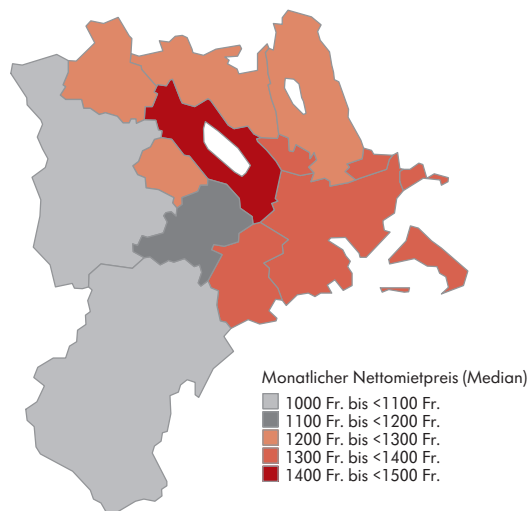 Monatlicher Nettomietpreis (Median)
1000 Fr. bis <1100 Fr.
1100 Fr. bis <1200 Fr.
1200 Fr. bis <1300 Fr.
1300 Fr. bis <1400 Fr.
1400 Fr. bis <1500 Fr.